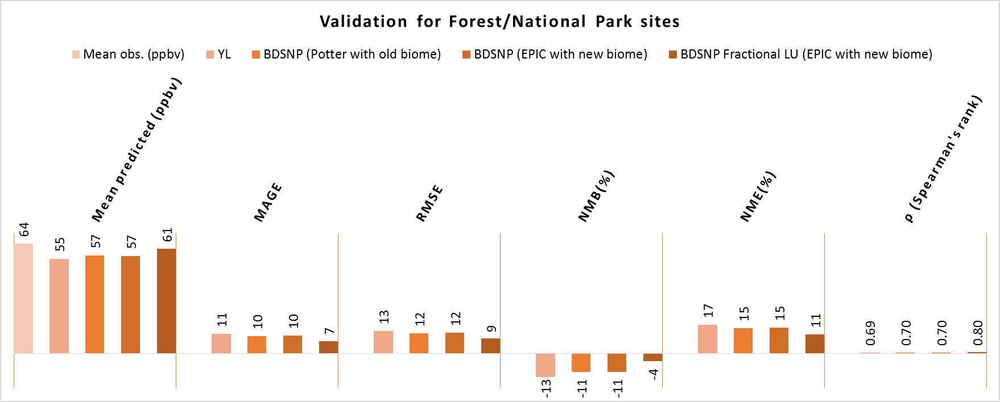 Validation for Forest/National Park sites
Mean obs. (ppbv) YL BDSNP (Potter with old biome) BDSNP (EPIC with new biome) BDSNP Fractional LU (EPIC with new biome)
Mean predicted (ppbv)
MAGE
RMSE
NMB(%)
NME(%)
ρ (Spearman's rank)
64 55 57 57 61
11 10 10 7
13 12 12 9
-13 -11 -11 -4
17 15 15 11
0.69 0.70 0.70 0.80